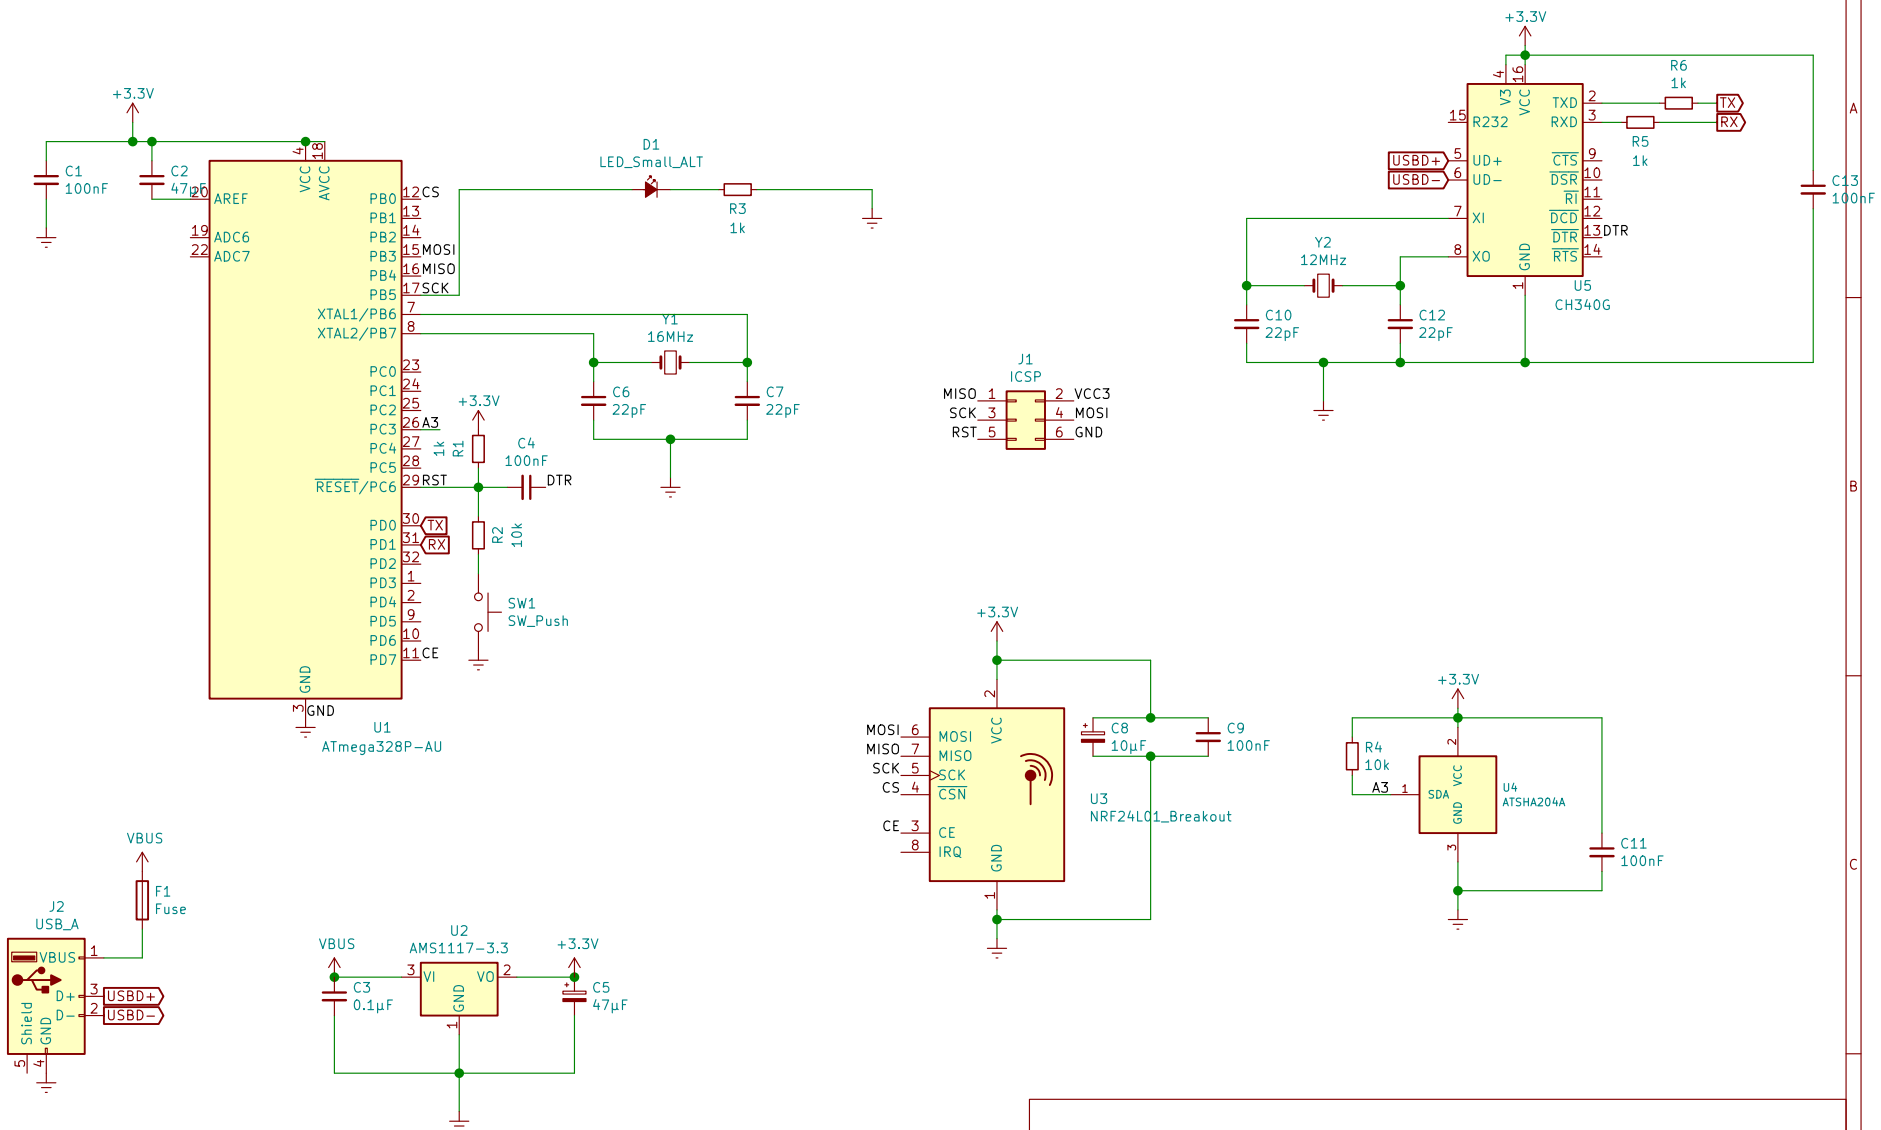 +3.3V
C1
100nF
C2
47µF
4
VCC
18
AVCC
20
AREF
19
ADC6
22
ADC7
PB0
12
CS
PB1
13
PB2
14
PB3
15
MOSI
PB4
16
MISO
PB5
17
SCK
XTAL1/PB6
7
XTAL2/PB7
8
PC0
23
PC1
24
PC2
25
PC3
26
A3
PC4
27
PC5
28
RESET/PC6
29
RST
PD0
30
TX
PD1
31
RX
PD2
32
PD3
1
PD4
2
PD5
9
PD6
10
PD7
11
CE
GND
3
GND
U1
ATmega328P-AU
D1
LED_Small_ALT
R3
1k
Y1
16MHz
C6
22pF
C7
22pF
+3.3V
1k
R1
C4
100nF
DTR
R2
10k
SW1
SW_Push
J1
ICSP
MISO
1
2
VCC3
SCK
3
4
MOSI
RST
5
6
GND
+3.3V
4
V3
16
VCC
TXD
2
R6
1k
TX
15
R232
RXD
3
R5
1k
RX
USBD+
5
UD+
CTS
9
USBD-
6
UD-
DSR
10
RI
11
7
XI
DCD
12
DTR
13
DTR
8
XO
RTS
14
GND
1
U5
CH340G
Y2
12MHz
C10
22pF
C12
22pF
C13
100nF
A
B
C
+3.3V
2
VCC
MOSI
6
MOSI
MISO
7
MISO
SCK
5
SCK
CS
4
CSN
CE
3
CE
8
IRQ
GND
1
C8
10µF
C9
100nF
U3
NRF24L01_Breakout
+3.3V
R4
10k
2
VCC
A3
1
SDA
GND
3
U4
ATSHA204A
C11
100nF
VBUS
F1
Fuse
J2
USB_A
VBUS
1
D+
3
USBD+
D-
2
USBD-
Shield
5
GND
4
VBUS
U2
AMS1117-3.3
+3.3V
3
VI
VO
2
GND
1
C3
0.1µF
C5
47µF